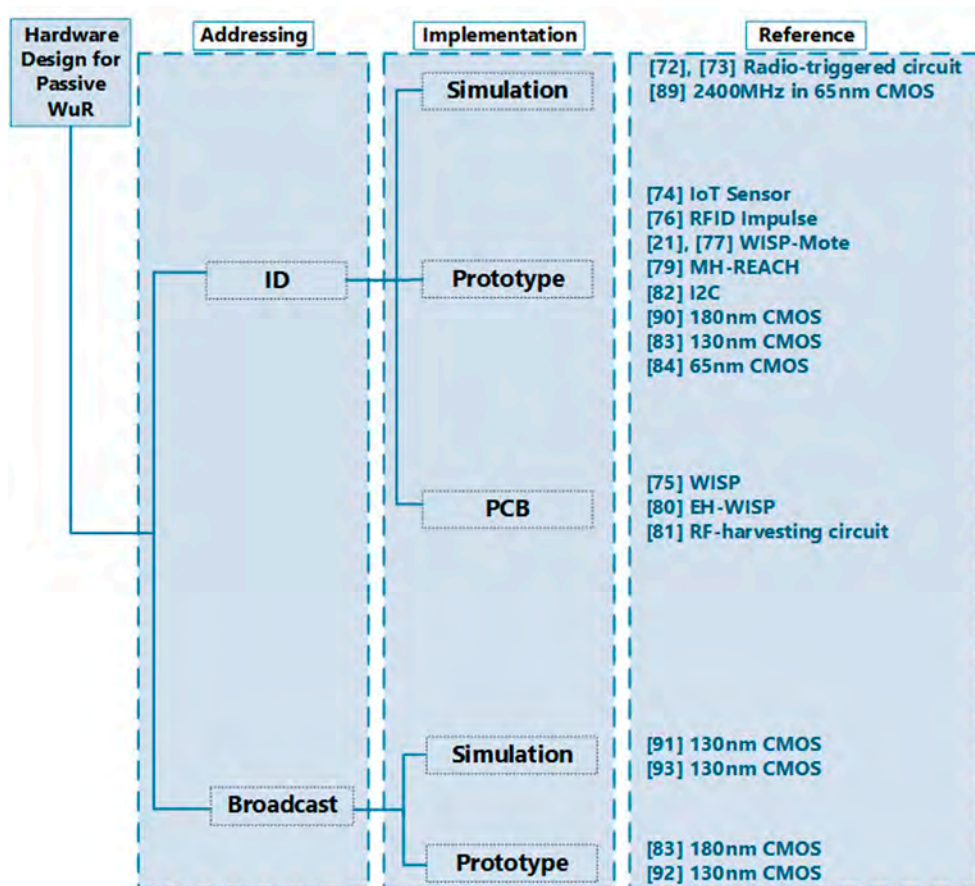 Hardware
Design for
Passive
WuR
Addressing
Implementation
Reference
ID
Simulation
[72], [73] Radio-triggered circuit
[89] 2400MHz in 65nm CMOS
Prototype
[74] IoT Sensor
[76] RFID Impulse
[21], [77] WISP-Mote
[79] MH-REACH
[82] I2C
[90] 180nm CMOS
[83] 130nm CMOS
[84] 65nm CMOS
PCB
[75] WISP
[80] EH-WISP
[81] RF-harvesting circuit
Broadcast
Simulation
[91] 130nm CMOS
[93] 130nm CMOS
Prototype
[83] 180nm CMOS
[92] 130nm CMOS